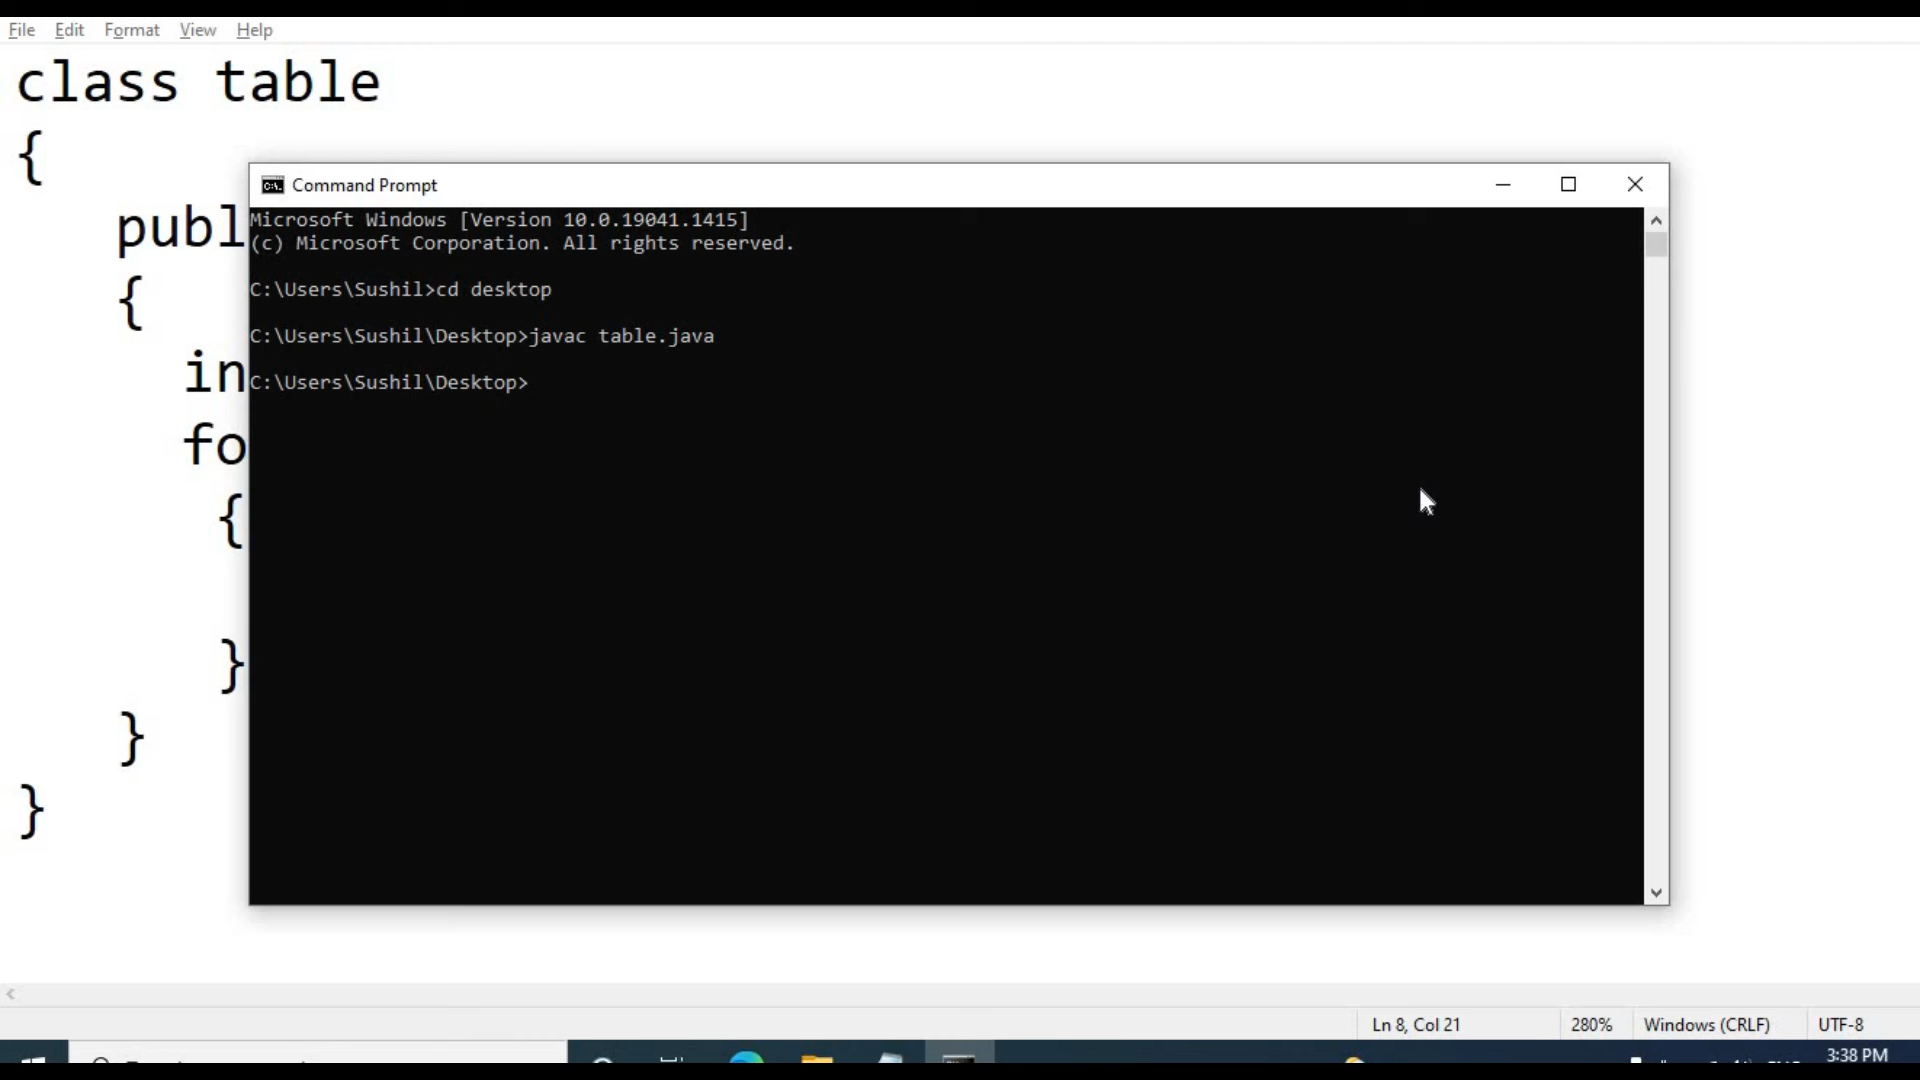 File Edit Format View Help
class table
{
publ
{
in
fo
{
}
}
}
Command Prompt
Microsoft Windows [Version 10.0.19041.1415]
(c) Microsoft Corporation. All rights reserved.
C:\Users\Sushil>cd desktop
C:\Users\Sushil\Desktop>javac table.java
C:\Users\Sushil\Desktop>
Ln 8, Col 21 280% Windows (CRLF) UTF-8
3:38 PM